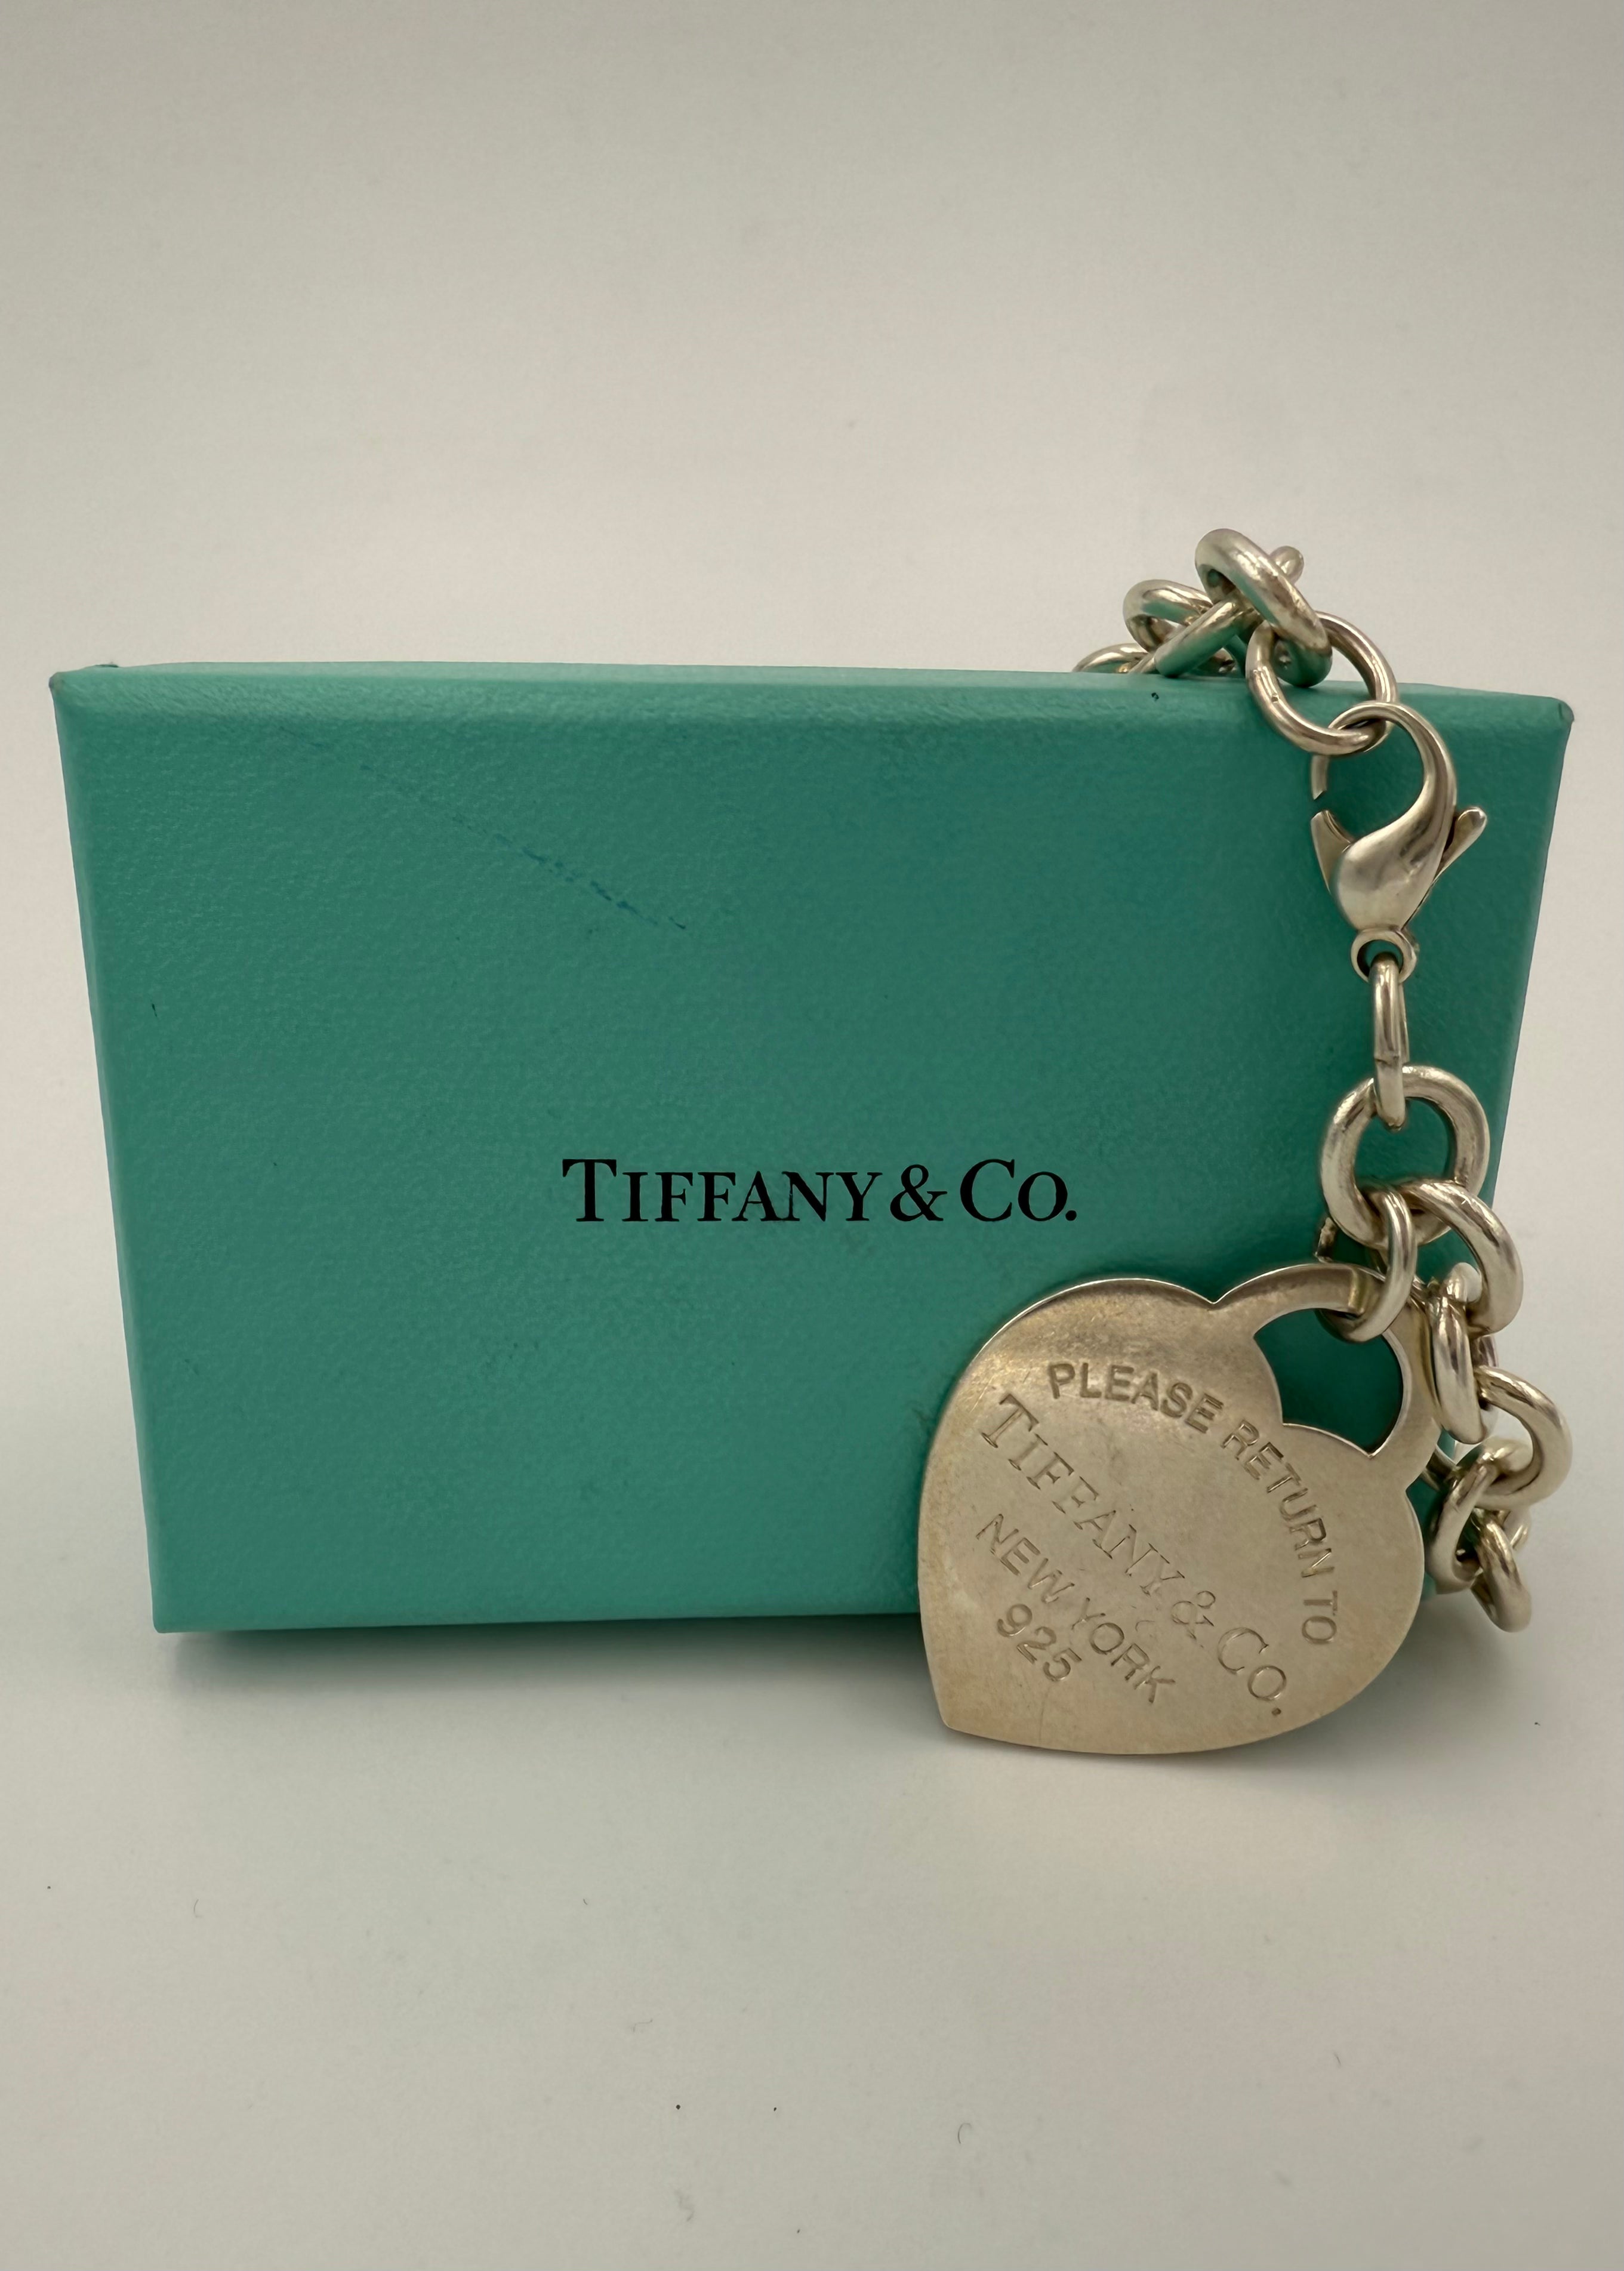 TIFFANY & CO.
PLEASE RETURN TO
TIFFANY & CO.
NEW YORK
925